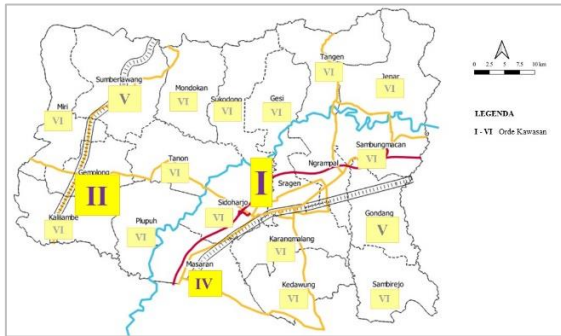 Tangen
VI
Jenar
VI
Sumberlawang
V
Mondokan
VI
Sukodono
VI
Gesi
VI
Miri
VI
Sambungmacan
VI
Gemolong
II
Tanon
VI
I
Ngrampal
Sragen
Kalijambe
VI
Plupuh
VI
Sidoharjo
VI
Gondang
V
Karangmalang
VI
Masaran
IV
Kedawung
VI
Sambirejo
VI
0 2.5 5 7.5 10 km
LEGENDA
I - VI Orde Kawasan